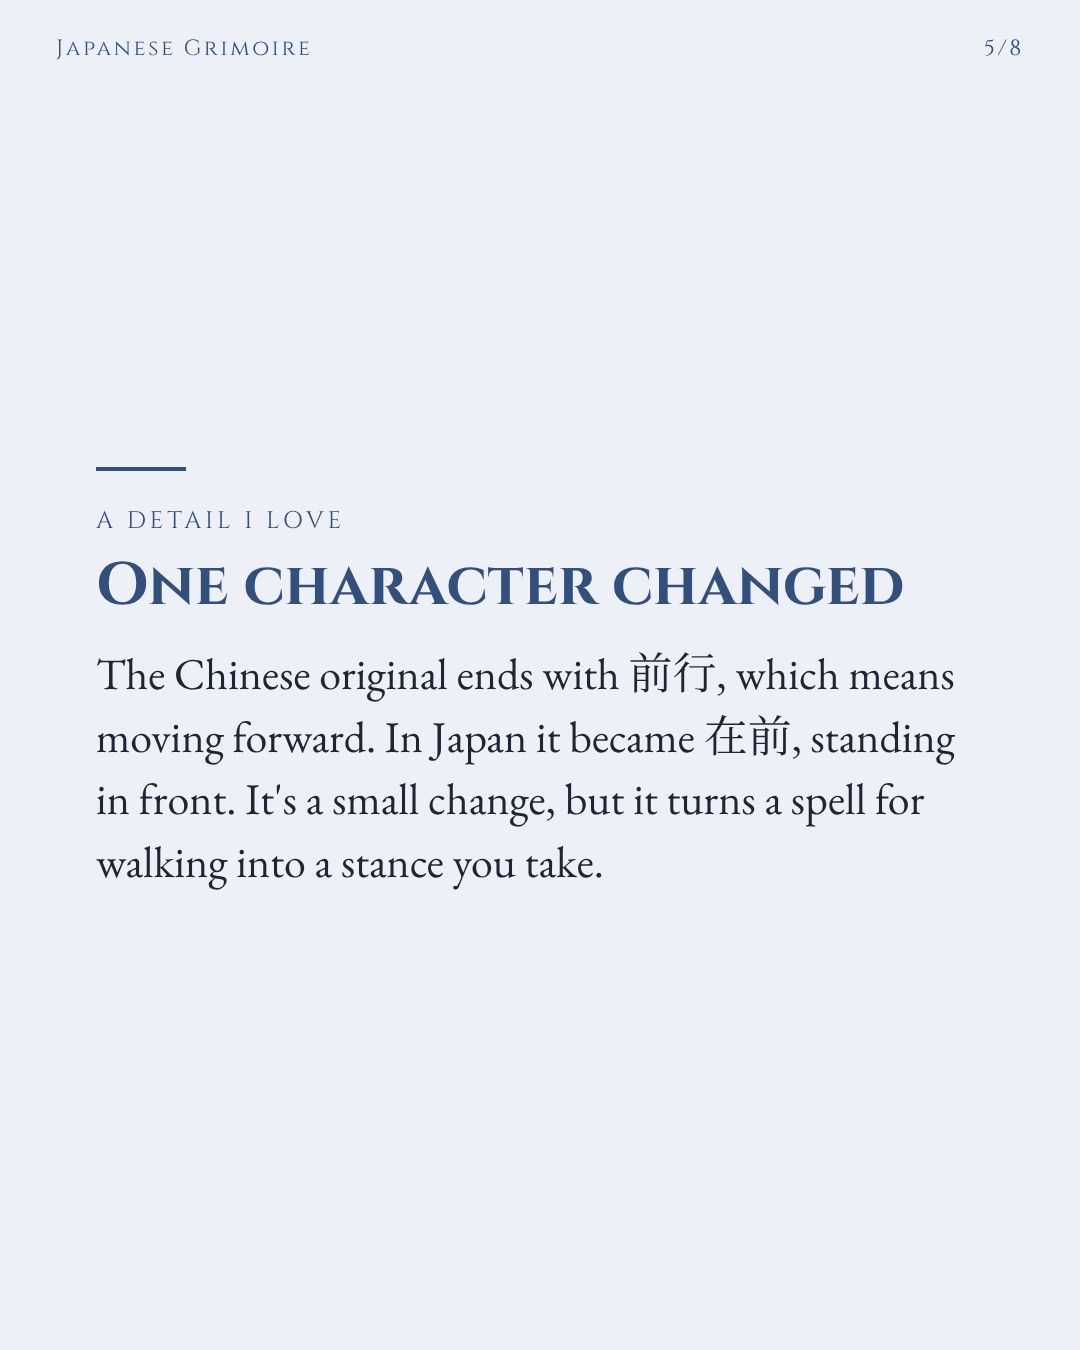 Japanese Grimoire
5/8
A DETAIL I LOVE
One character changed
The Chinese original ends with 前行, which means
moving forward. In Japan it became 在前, standing
in front. It's a small change, but it turns a spell for
walking into a stance you take.